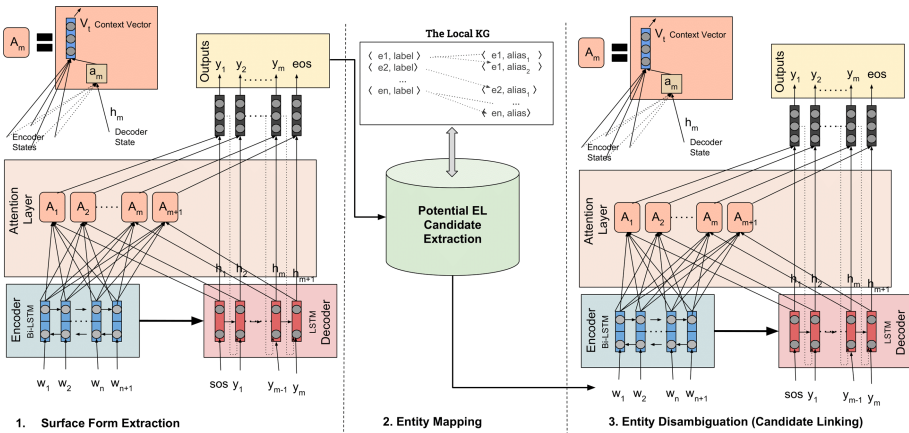 V_t Context Vector
A_m
a_m
h_m
Encoder
States
Decoder
State
Outputs
y_1 y_2 y_m eos
Attention
Layer
A_1 A_2 A_m A_m+1
h_1 h_2 h_m h_m+1
Encoder
Bi-LSTM
LSTM
Decoder
w_1 w_2 w_n w_n+1
sos y_1 y_m-1 y_m
1. Surface Form Extraction
The Local KG
⟨ e1, label ⟩ ⟨ e1, alias_1 ⟩
⟨ e2, label ⟩ ⟨ e1, alias_2 ⟩
...
⟨ en, label ⟩ ⟨ e2, alias_1 ⟩
...
⟨ en, alias ⟩
Potential EL
Candidate
Extraction
2. Entity Mapping
V_t Context Vector
A_m
a_m
h_m
Encoder
States
Decoder
State
Outputs
y_1 y_2 y_m eos
Attention
Layer
A_1 A_2 A_m A_m+1
h_1 h_2 h_m h_m+1
Encoder
Bi-LSTM
LSTM
Decoder
w_1 w_2 w_n w_n+1
sos y_1 y_m-1 y_m
3. Entity Disambiguation (Candidate Linking)